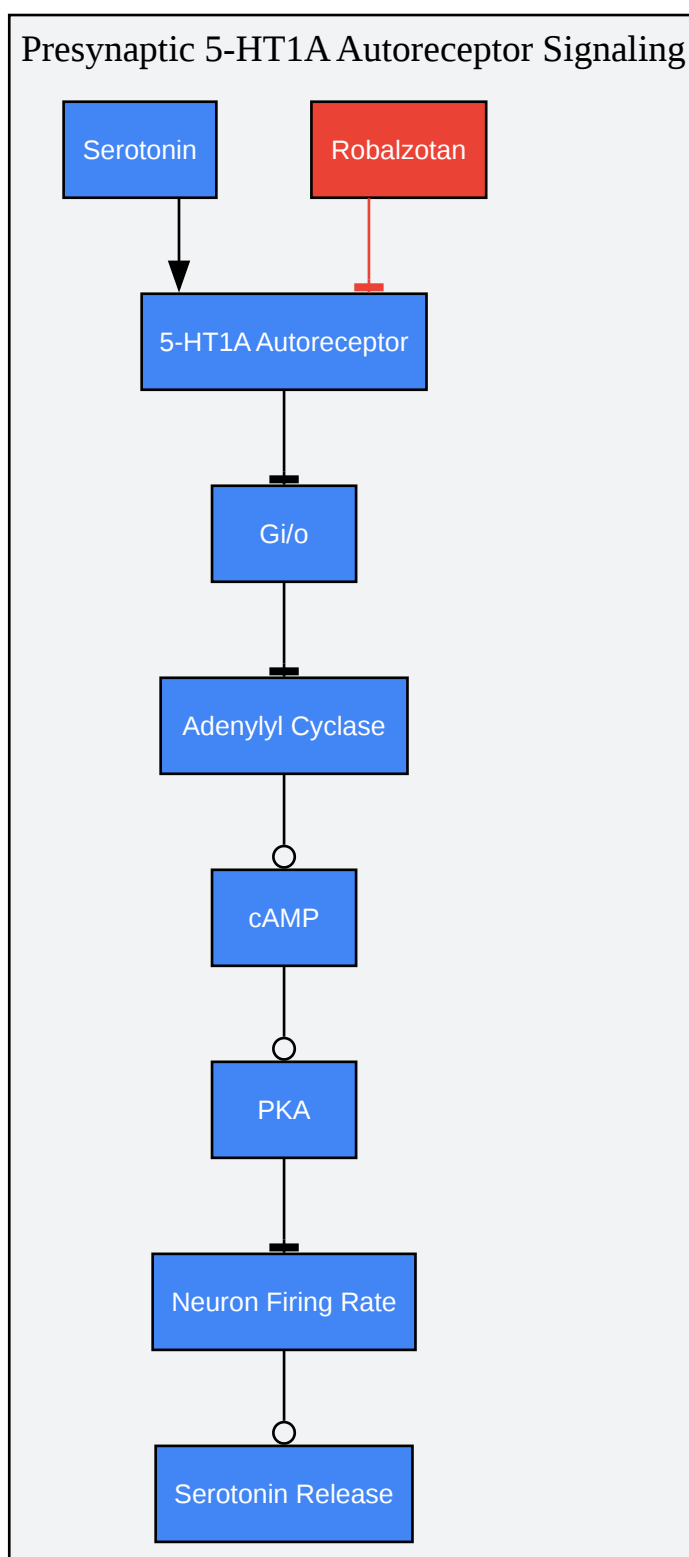 Presynaptic 5-HT1A Autoreceptor Signaling
Serotonin
Robalzotan
5-HT1A Autoreceptor
Gi/o
Adenylyl Cyclase
cAMP
PKA
Neuron Firing Rate
Serotonin Release